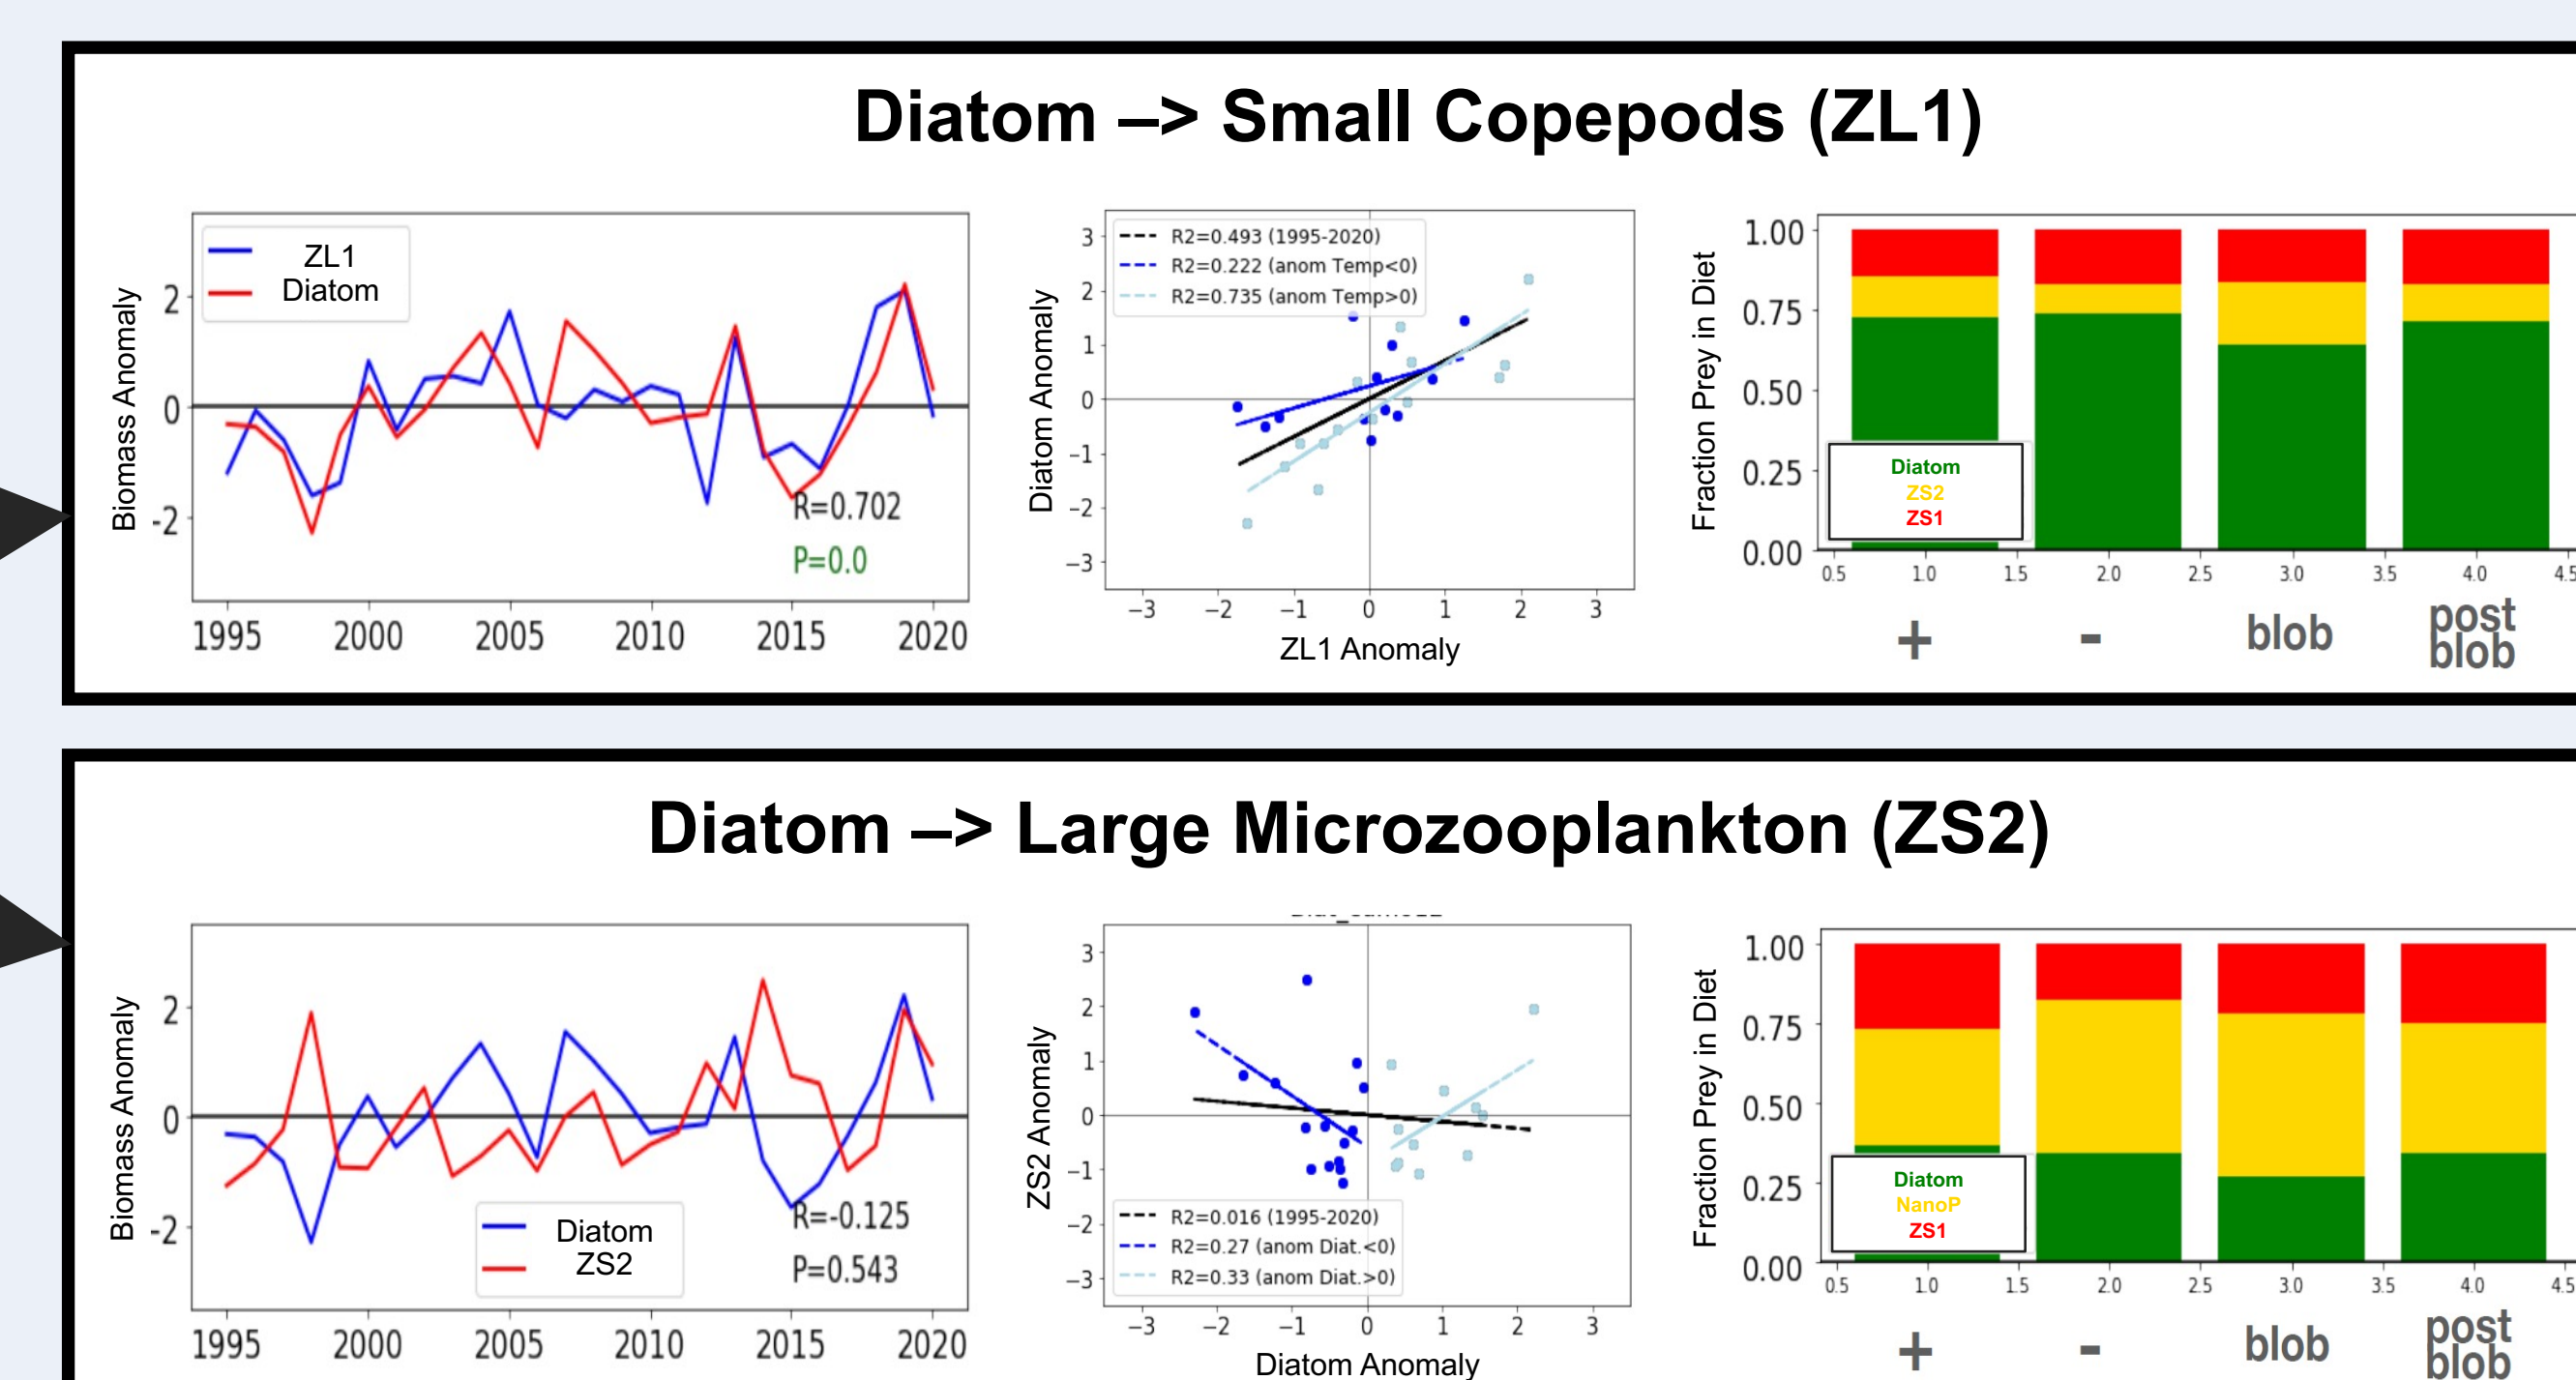 Diatom –> Small Copepods (ZL1)
Biomass Anomaly
2
0
-2
ZL1
Diatom
R=0.702
P=0.0
1995 2000 2005 2010 2015 2020
Diatom Anomaly
3
2
1
0
−1
−2
−3
R2=0.493 (1995-2020)
R2=0.222 (anom Temp<0)
R2=0.735 (anom Temp>0)
−3 −2 −1 0 1 2 3
ZL1 Anomaly
Fraction Prey in Diet
1.00
0.75
0.50
0.25
0.00
Diatom
ZS2
ZS1
0.5 1.0 1.5 2.0 2.5 3.0 3.5 4.0 4.5
+ - blob post blob
Diatom –> Large Microzooplankton (ZS2)
Biomass Anomaly
2
0
-2
Diatom
ZS2
R=-0.125
P=0.543
1995 2000 2005 2010 2015 2020
ZS2 Anomaly
3
2
1
0
−1
−2
−3
R2=0.016 (1995-2020)
R2=0.27 (anom Diat.<0)
R2=0.33 (anom Diat.>0)
−3 −2 −1 0 1 2 3
Diatom Anomaly
Fraction Prey in Diet
1.00
0.75
0.50
0.25
0.00
Diatom
NanoP
ZS1
0.5 1.0 1.5 2.0 2.5 3.0 3.5 4.0 4.5
+ - blob post blob